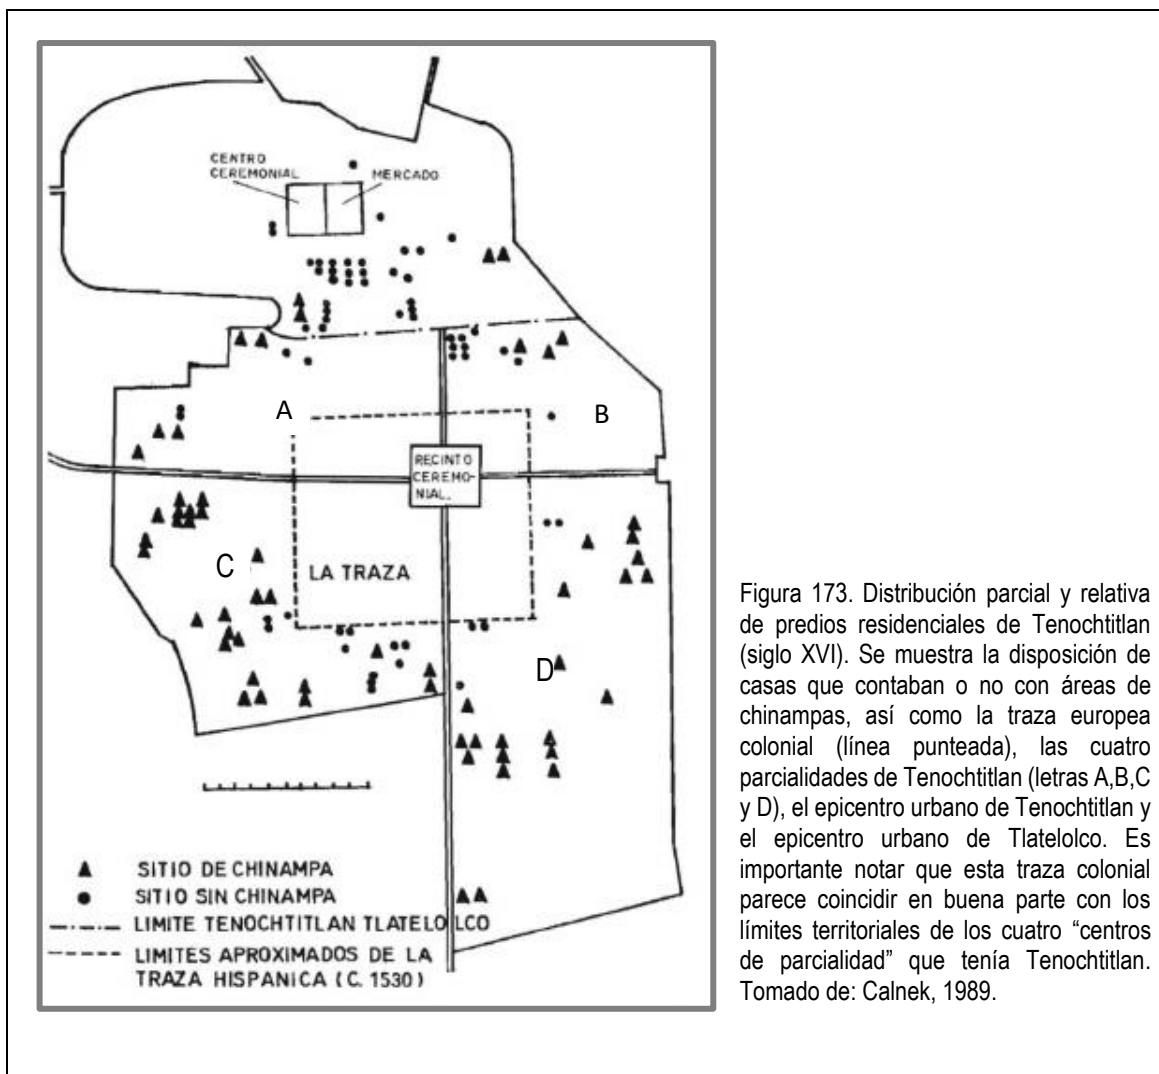 CENTRO
CEREMONIAL
MERCADO
A
B
RECINTO
CEREMO-
NIAL.
C
LA TRAZA
D
SITIO DE CHINAMPA
SITIO SIN CHINAMPA
LIMITE TENOCHTITLAN TLATELOLCO
LIMITES APROXIMADOS DE LA
TRAZA HISPANICA (C. 1530)
Figura 173. Distribución parcial y relativa
de predios residenciales de Tenochtitlan
(siglo XVI). Se muestra la disposición de
casas que contaban o no con áreas de
chinampas, así como la traza europea
colonial (línea punteada), las cuatro
parcialidades de Tenochtitlan (letras A,B,C
y D), el epicentro urbano de Tenochtitlan y
el epicentro urbano de Tlatelolco. Es
importante notar que esta traza colonial
parece coincidir en buena parte con los
límites territoriales de los cuatro “centros
de parcialidad” que tenía Tenochtitlan.
Tomado de: Calnek, 1989.